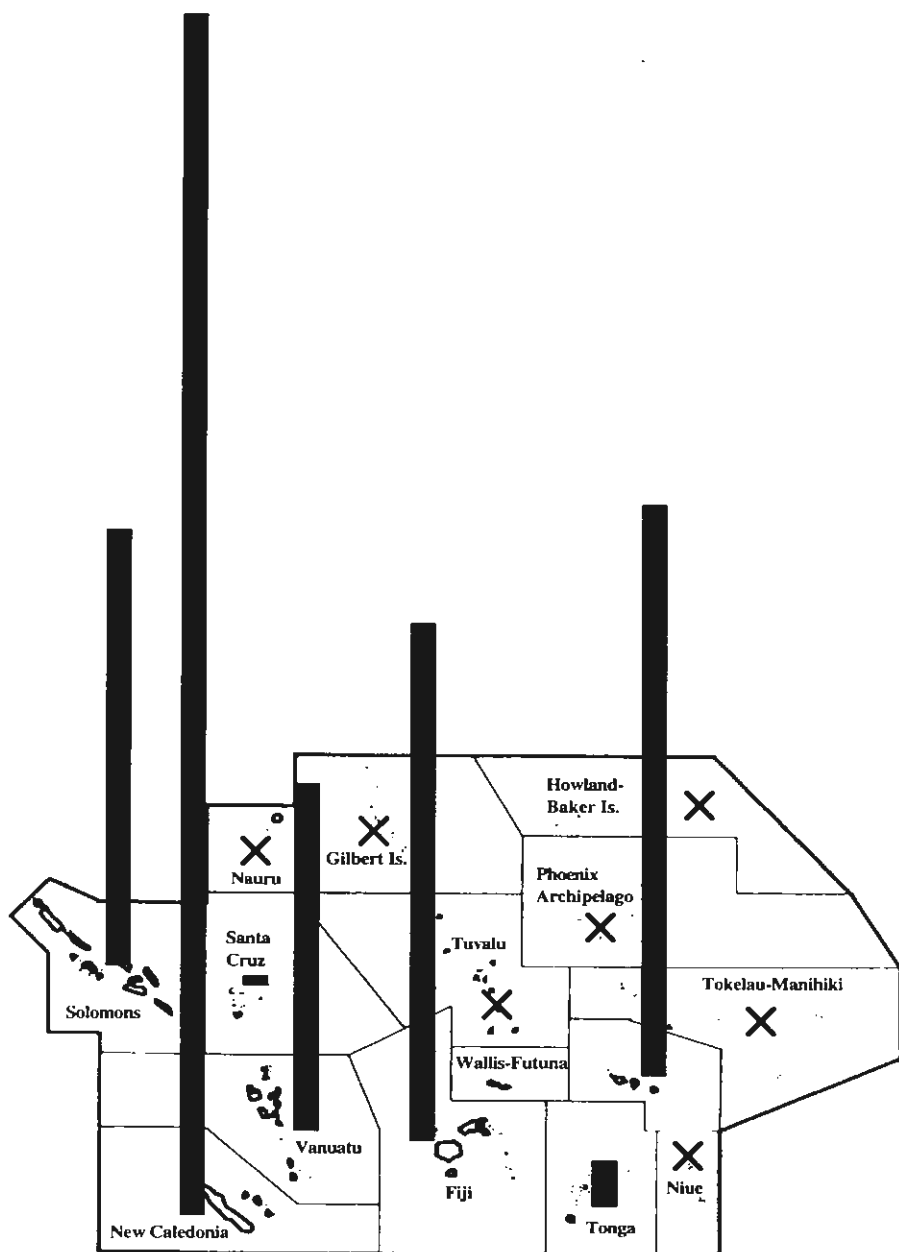 Howland-
Baker Is.
Nauru
Gilbert Is.
Phoenix
Archipelago
Santa
Cruz
Tuvalu
Tokelau-Manihiki
Solomons
Wallis-Futuna
Vanuatu
Fiji
Niue
Tonga
New Caledonia